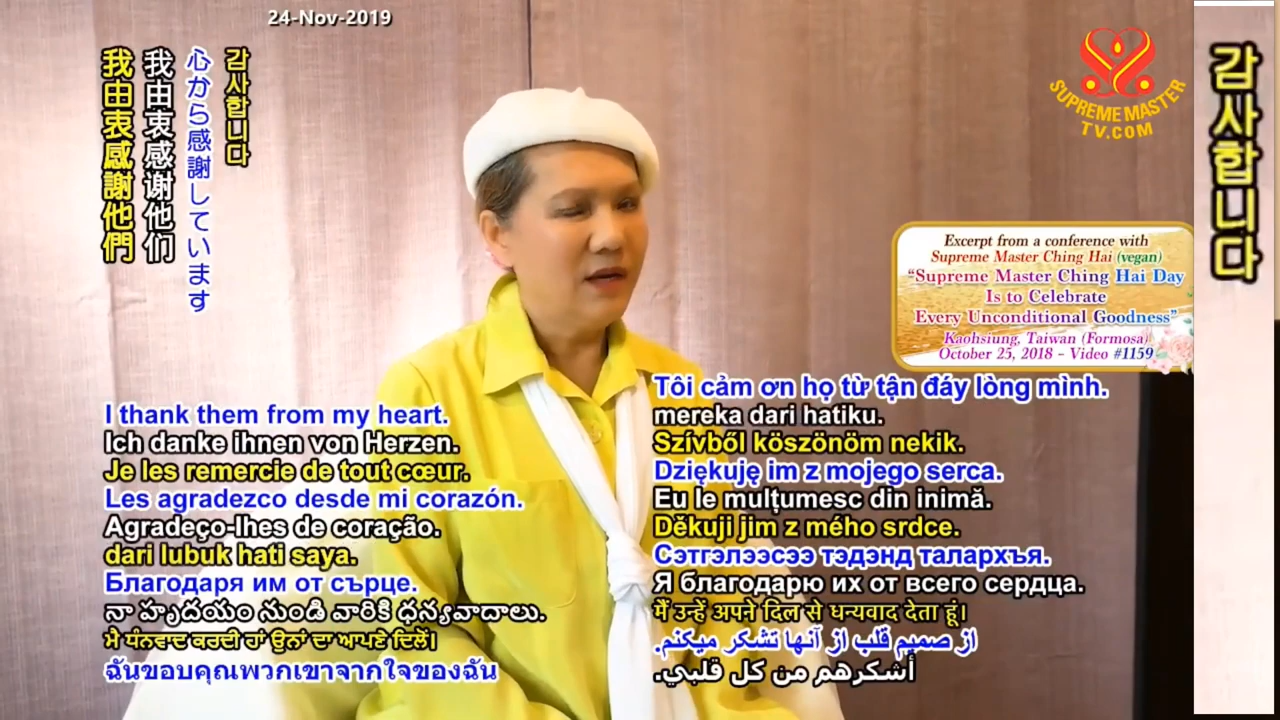 24-Nov-2019
我由衷感謝他們
我由衷感谢他们
心から感謝しています
감사합니다
SUPREME MASTER
TV.COM
감사합니다
Excerpt from a conference with
Supreme Master Ching Hai (vegan)
“Supreme Master Ching Hai Day
Is to Celebrate
Every Unconditional Goodness”
Kaohsiung, Taiwan (Formosa)
October 25, 2018 – Video #1159
I thank them from my heart.
Ich danke ihnen von Herzen.
Je les remercie de tout cœur.
Les agradezco desde mi corazón.
Agradeço-lhes de coração.
dari lubuk hati saya.
Благодаря им от сърце.
నా హృదయం నుండి వారికి ధన్యవాదాలు.
ਮੈਂ ਧੰਨਵਾਦ ਕਰਦੀ ਹਾਂ ਉਨਾਂ ਦਾ ਆਪਣੇ ਦਿਲੋਂ।
ฉันขอบคุณพวกเขาจากใจของฉัน
Tôi cảm ơn họ từ tận đáy lòng mình.
mereka dari hatiku.
Szívből köszönöm nekik.
Dziękuję im z mojego serca.
Eu le mulțumesc din inimă.
Děkuji jim z mého srdce.
Сэтгэлээсээ тэдэнд талархъя.
Я благодарю их от всего сердца.
मैं उन्हें अपने दिल से धन्यवाद देता हूं।
از صمیم قلب از آنها تشکر میکنم.
أشكرهم من كل قلبي.